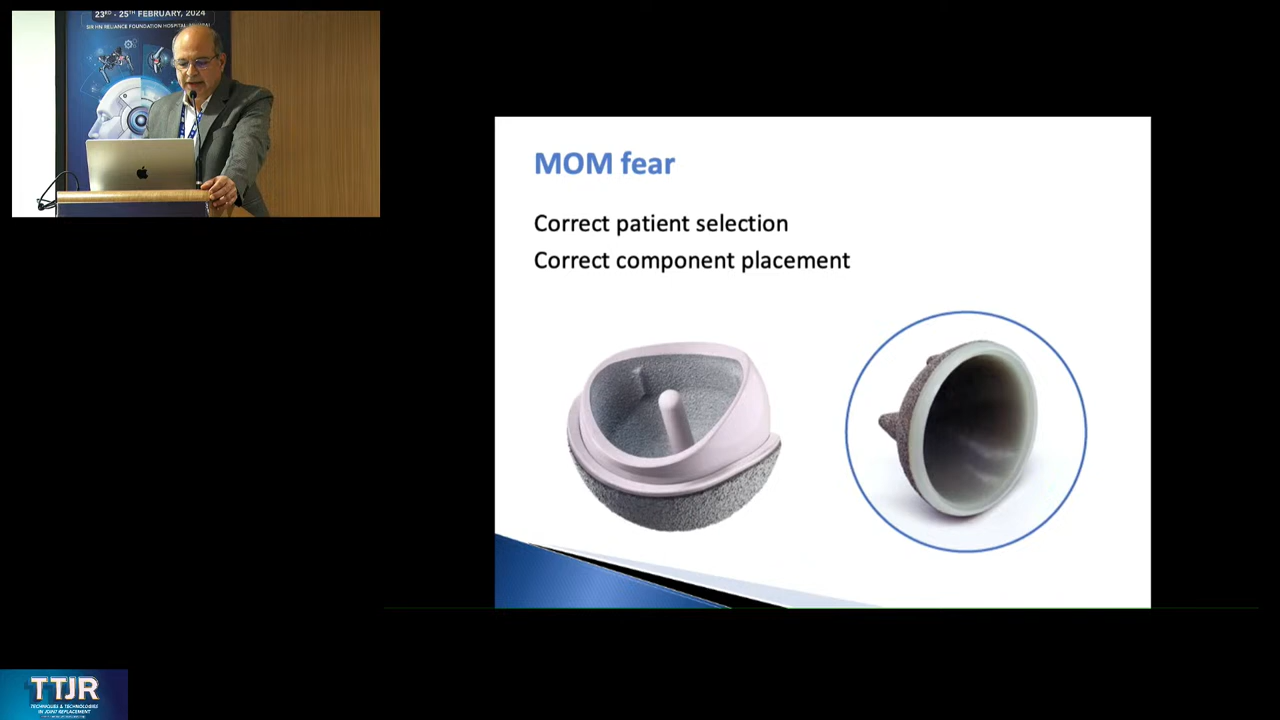 23RD - 25TH FEBRUARY, 2024
SIR HN RELIANCE FOUNDATION HOSPITAL, MUMBAI
MOM fear
Correct patient selection
Correct component placement
TTJR
TECHNIQUES & TECHNOLOGIES
IN JOINT REPLACEMENT